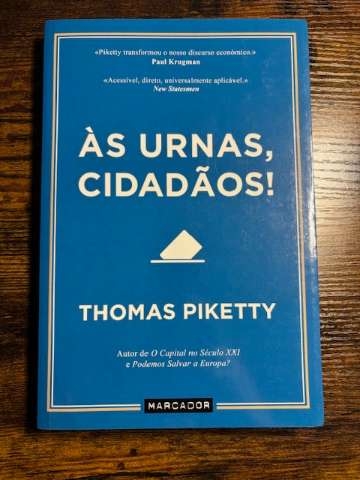 «Piketty transformou o nosso discurso económico.»
Paul Krugman
«Acessível, direto, universalmente aplicável.»
New Statesmen
ÀS URNAS,
CIDADÃOS!
THOMAS PIKETTY
Autor de O Capital no Século XXI
e Podemos Salvar a Europa?
MARCADOR